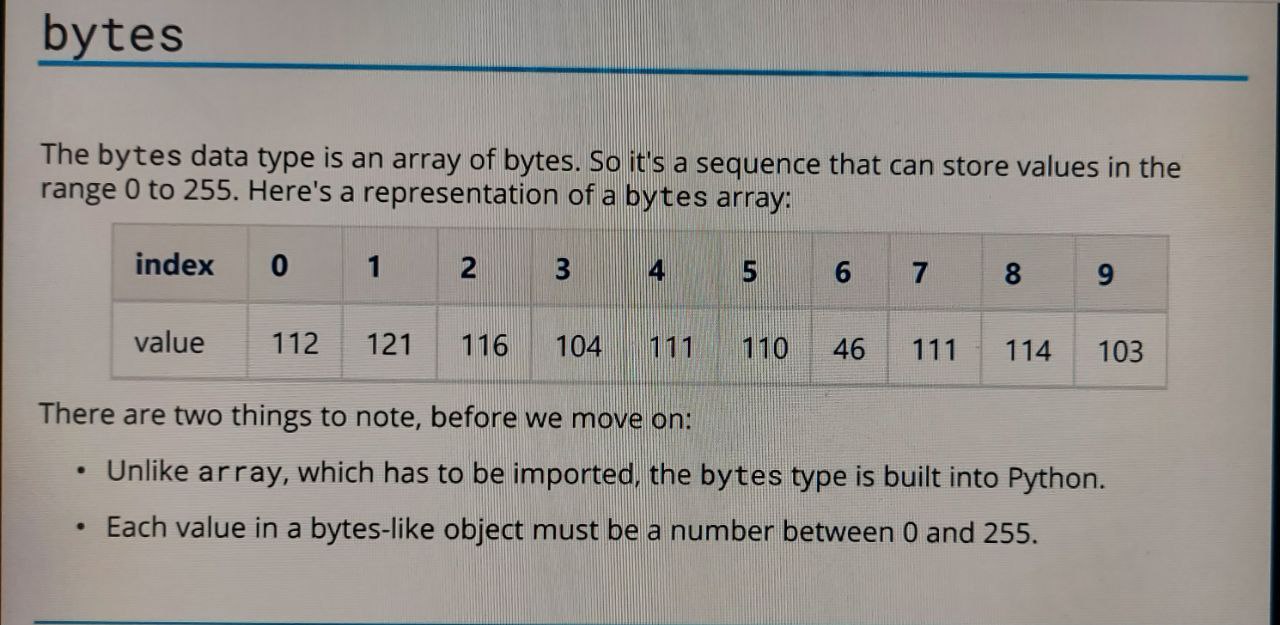 bytes
The bytes data type is an array of bytes. So it's a sequence that can store values in the
range 0 to 255. Here's a representation of a bytes array:
index 0 1 2 3 4 5 6 7 8 9
value 112 121 116 104 111 110 46 111 114 103
There are two things to note, before we move on:
• Unlike array, which has to be imported, the bytes type is built into Python.
• Each value in a bytes-like object must be a number between 0 and 255.